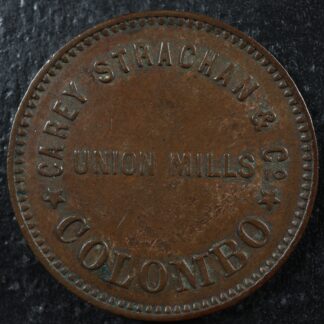 CAREY STRACHAN & Co
UNION MILLS
COLOMBO